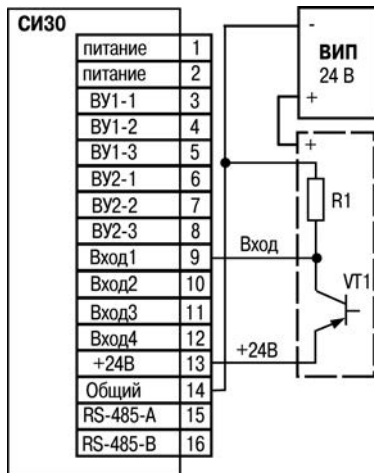 СИ30
питание 1
питание 2
ВУ1-1 3
ВУ1-2 4
ВУ1-3 5
ВУ2-1 6
ВУ2-2 7
ВУ2-3 8
Вход1 9
Вход2 10
Вход3 11
Вход4 12
+24В 13
Общий 14
RS-485-A 15
RS-485-B 16
-
ВИП
24 В
+
+
R1
Вход
VT1
+24В